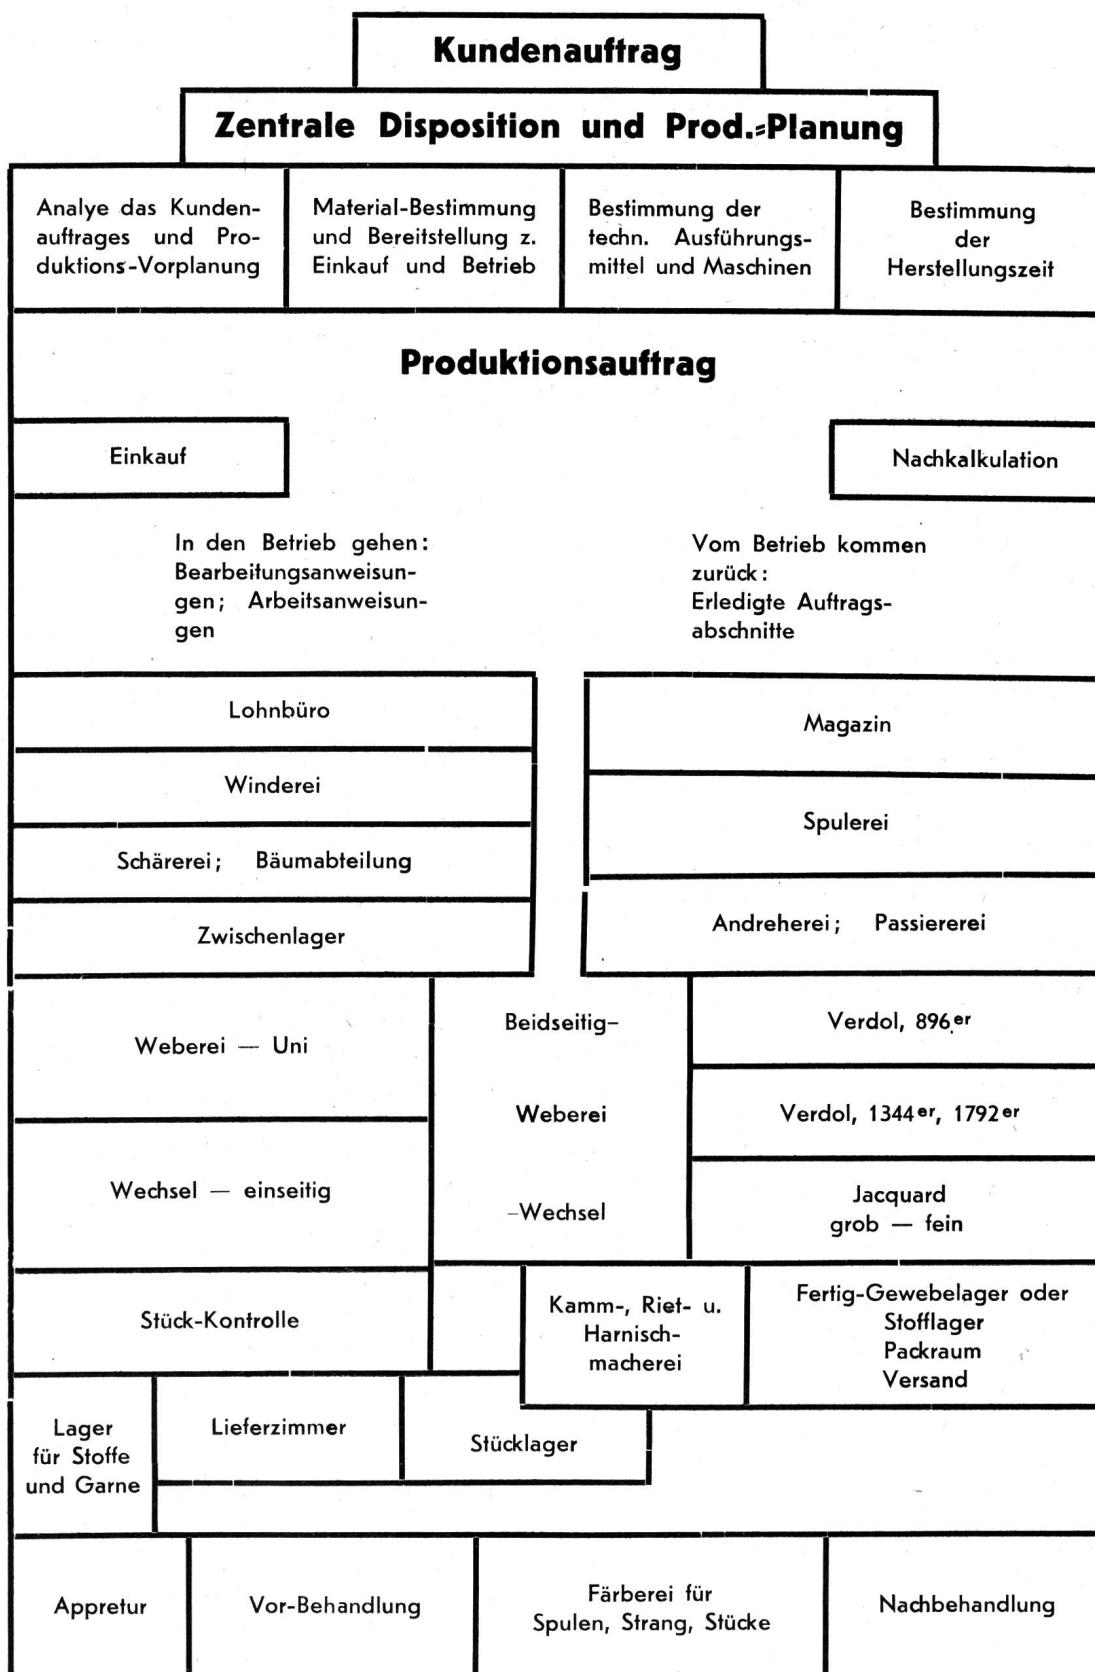 Kundenauftrag
Zentrale Disposition und Prod.=Planung
Analye das Kunden-
auftrages und Pro-
duktions-Vorplanung
Material-Bestimmung
und Bereitstellung z.
Einkauf und Betrieb
Bestimmung der
techn. Ausführungs-
mittel und Maschinen
Bestimmung
der
Herstellungszeit
Produktionsauftrag
Einkauf
Nachkalkulation
In den Betrieb gehen:
Bearbeitungsanweisun-
gen; Arbeitsanweisun-
gen
Vom Betrieb kommen
zurück:
Erledigte Auftrags-
abschnitte
Lohnbüro
Winderei
Schärerei; Bäumabteilung
Zwischenlager
Magazin
Spulerei
Andreherei; Passiererei
Weberei — Uni
Wechsel — einseitig
Stück-Kontrolle
Beidseitig-
Weberei
-Wechsel
Verdol, 896er
Verdol, 1344er, 1792er
Jacquard
grob — fein
Kamm-, Riet- u.
Harnisch-
macherei
Fertig-Gewebelager oder
Stofflager
Packraum
Versand
Lager
für Stoffe
und Garne
Lieferzimmer
Stücklager
Appretur
Vor-Behandlung
Färberei für
Spulen, Strang, Stücke
Nachbehandlung